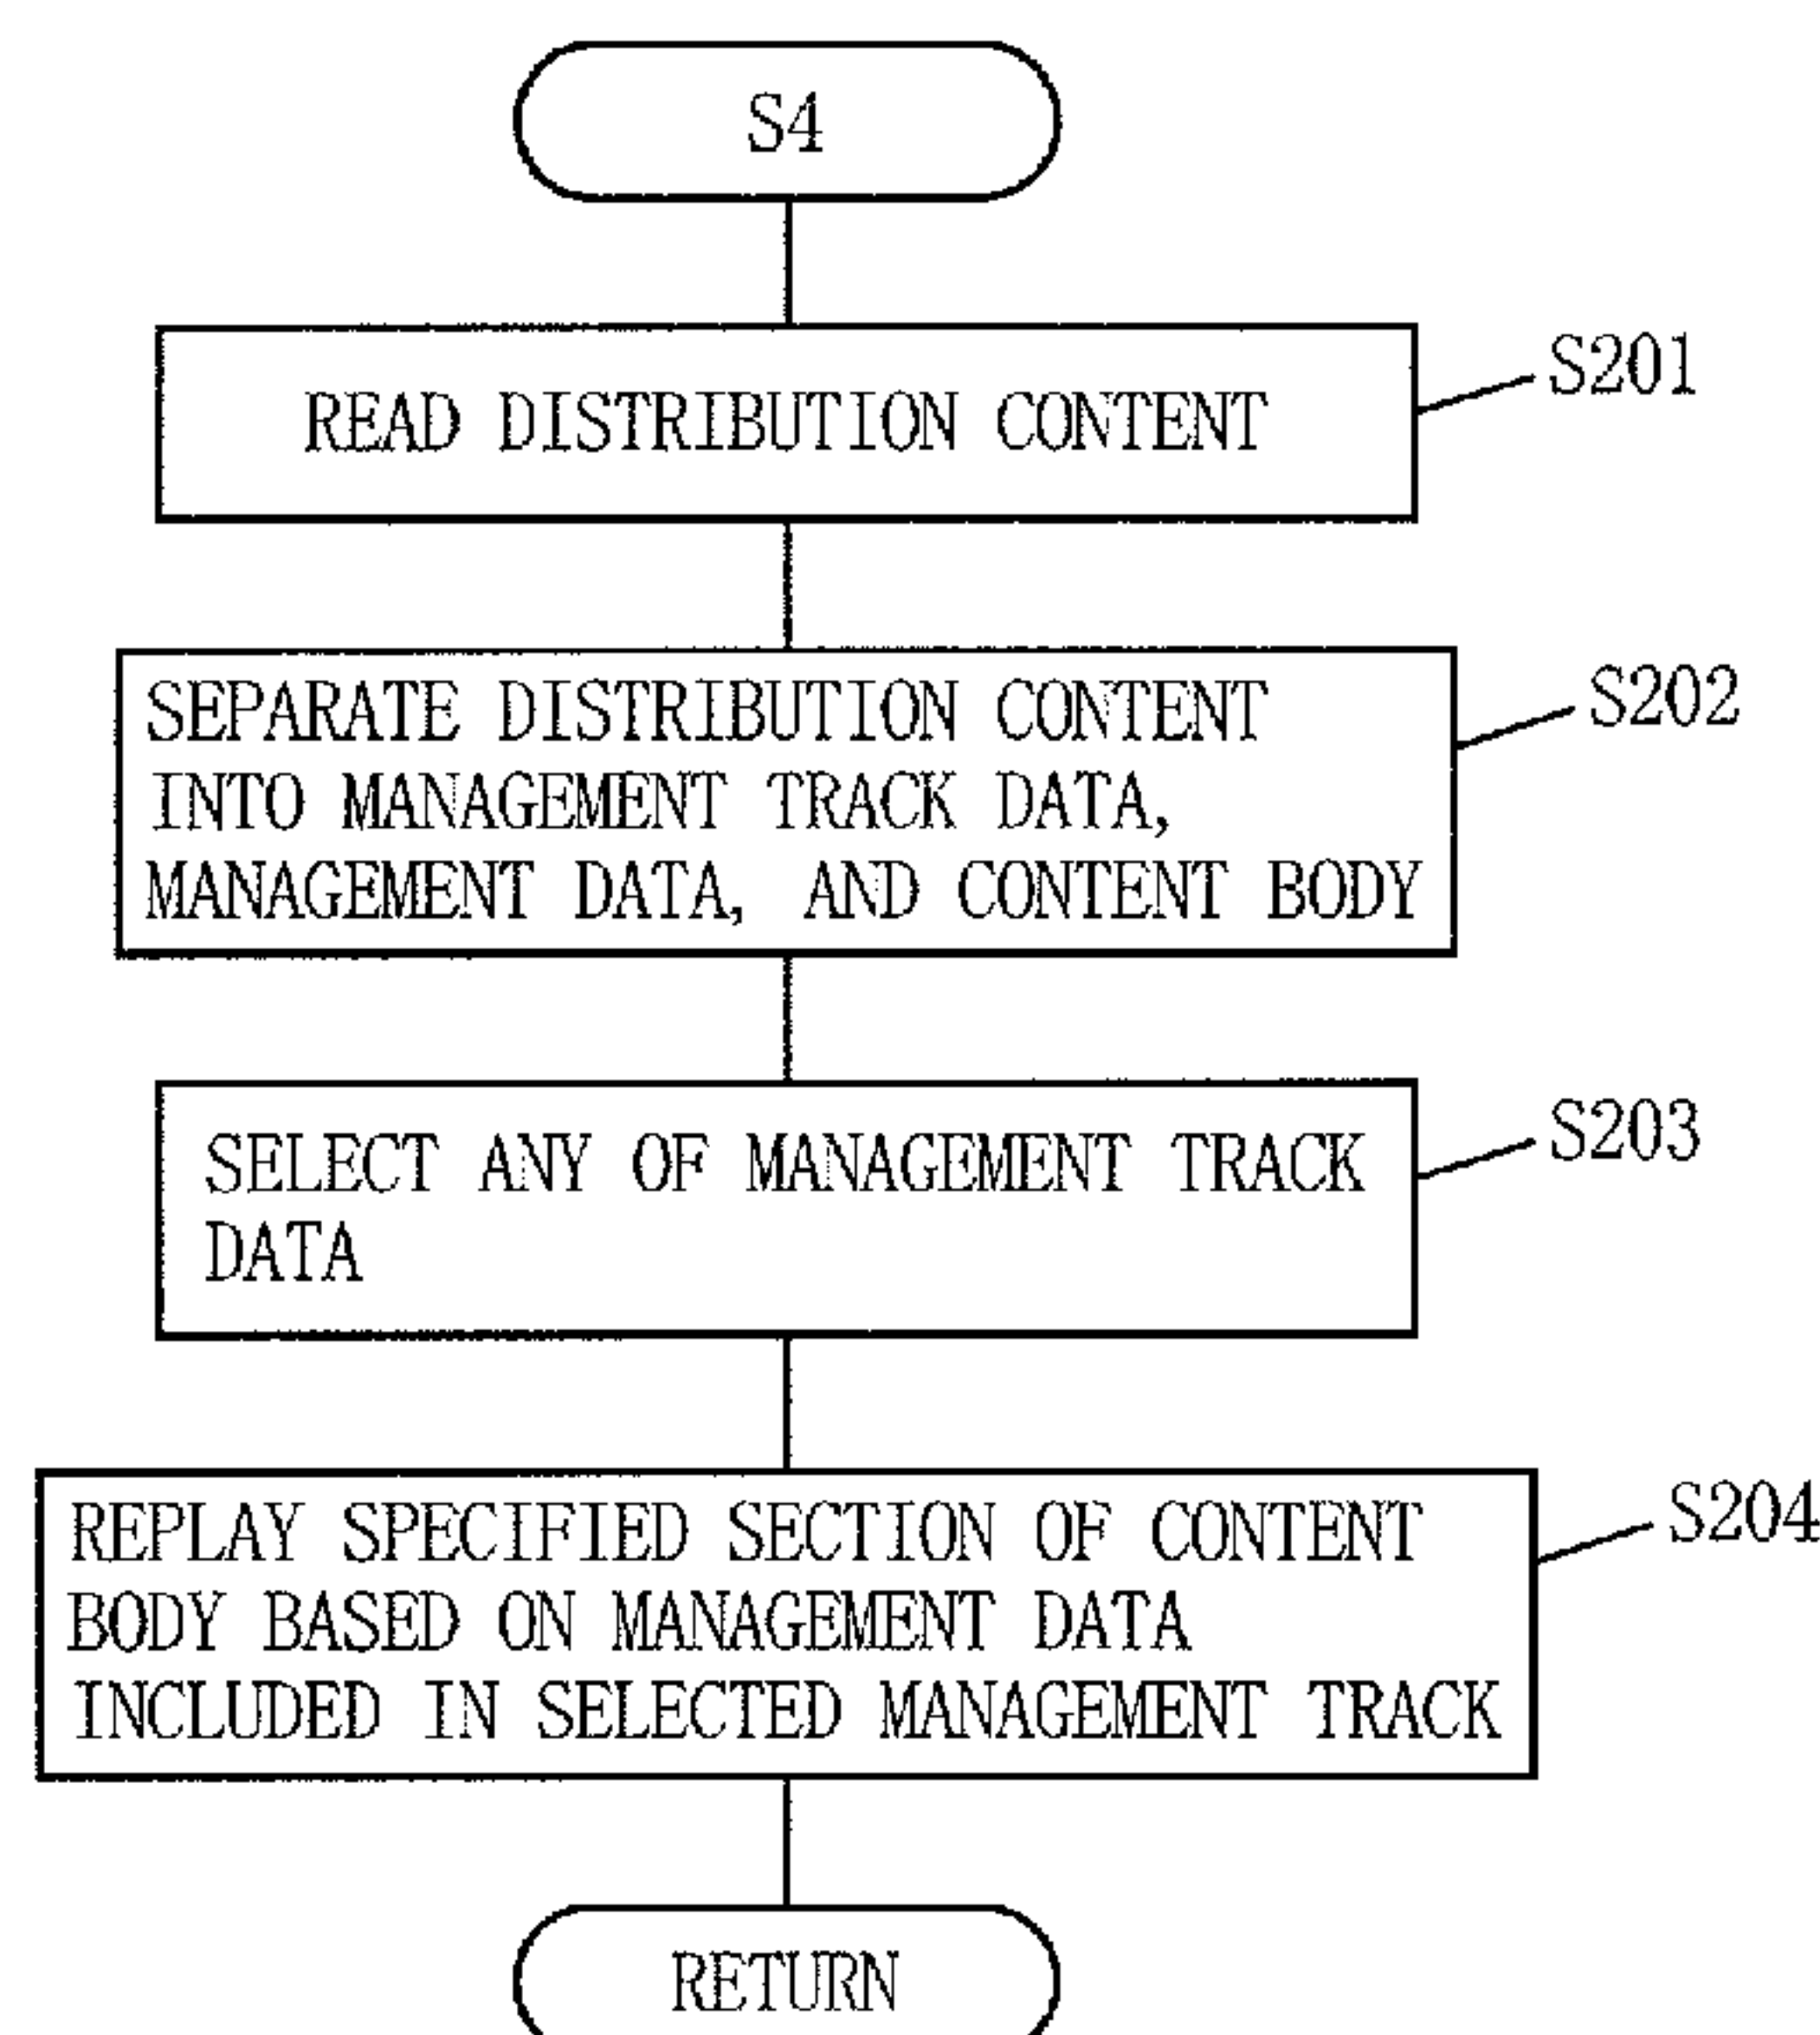 S4
READ DISTRIBUTION CONTENT
S201
SEPARATE DISTRIBUTION CONTENT
INTO MANAGEMENT TRACK DATA,
MANAGEMENT DATA, AND CONTENT BODY
S202
SELECT ANY OF MANAGEMENT TRACK
DATA
S203
REPLAY SPECIFIED SECTION OF CONTENT
BODY BASED ON MANAGEMENT DATA
INCLUDED IN SELECTED MANAGEMENT TRACK
S204
RETURN